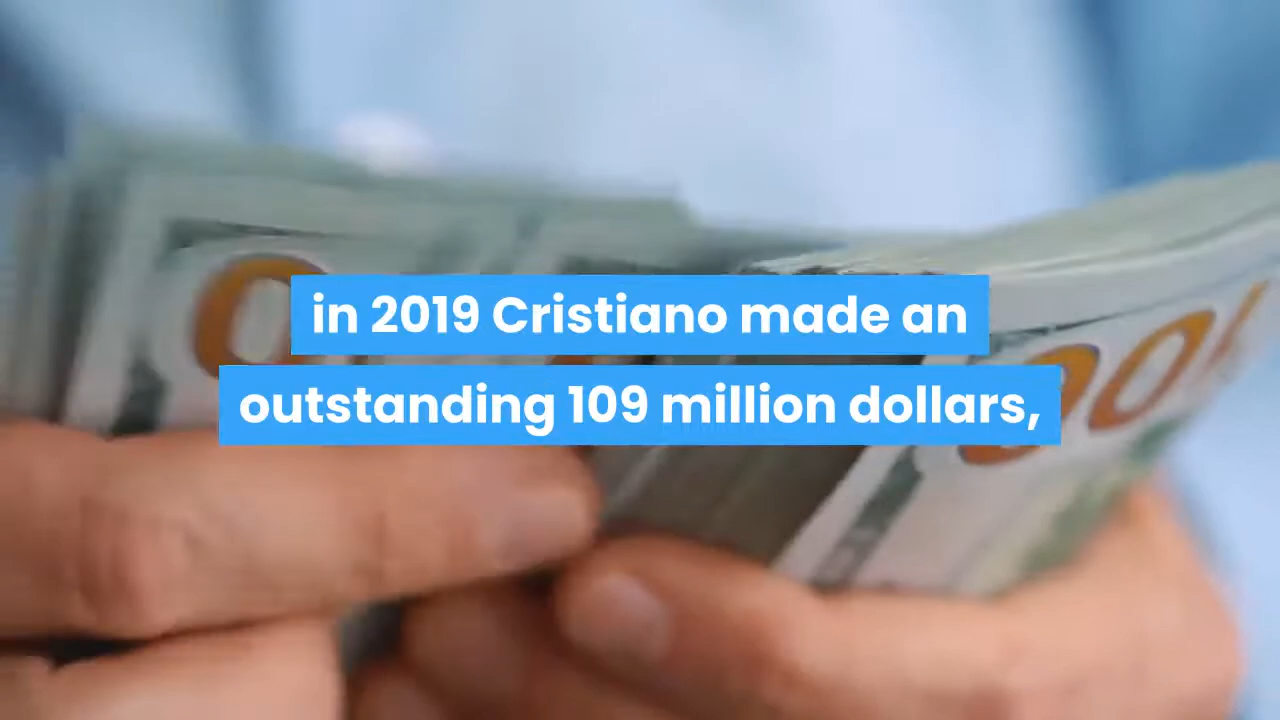 in 2019 Cristiano made an
outstanding 109 million dollars,